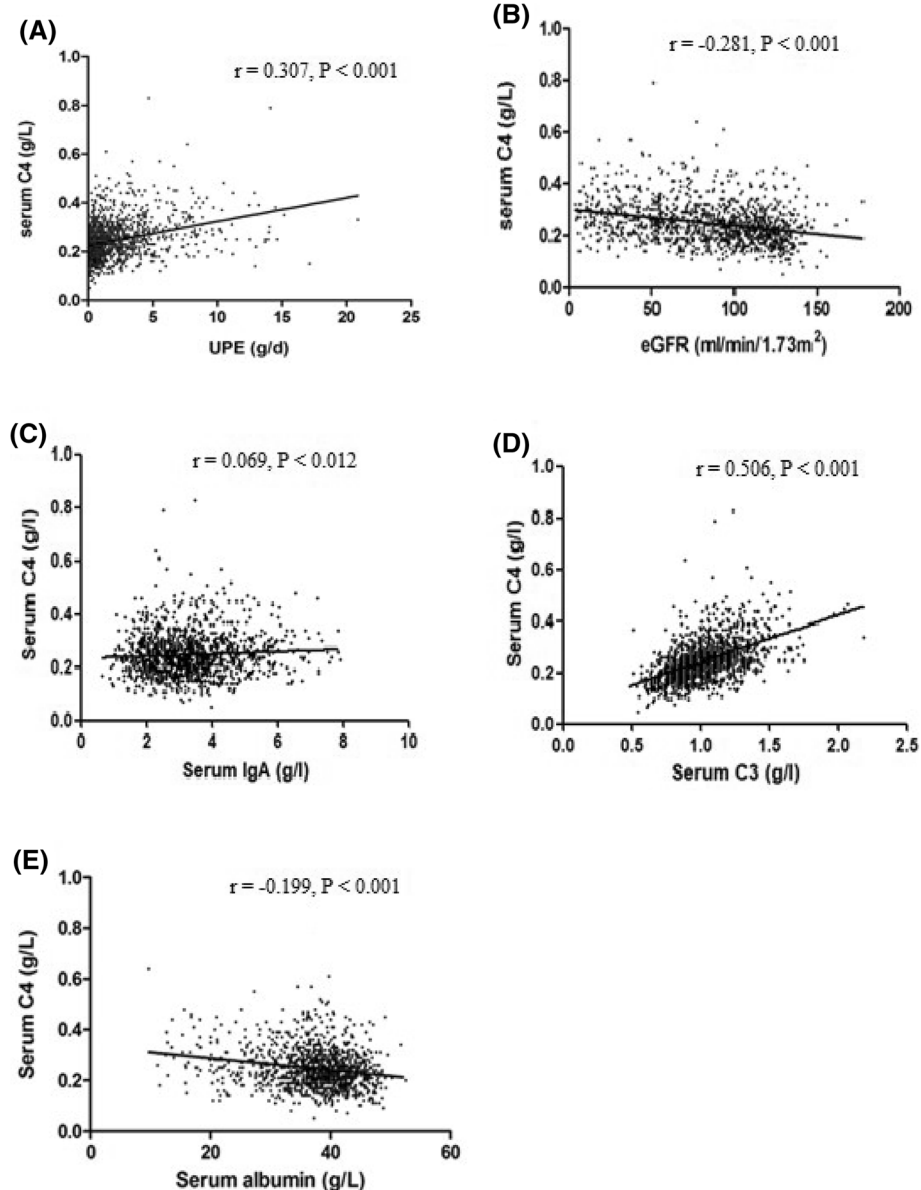 (A)
r = 0.307, P < 0.001
serum C4 (g/L)
1.0
0.8
0.6
0.4
0.2
0.0
0 5 10 15 20 25
UPE (g/d)
(B)
r = -0.281, P < 0.001
serum C4 (g/L)
1.0
0.8
0.6
0.4
0.2
0.0
0 50 100 150 200
eGFR (ml/min/1.73m²)
(C)
r = 0.069, P < 0.012
Serum C4 (g/l)
1.0
0.8
0.6
0.4
0.2
0.0
0 2 4 6 8 10
Serum IgA (g/l)
(D)
r = 0.506, P < 0.001
Serum C4 (g/l)
1.0
0.8
0.6
0.4
0.2
0.0
0.0 0.5 1.0 1.5 2.0 2.5
Serum C3 (g/l)
(E)
r = -0.199, P < 0.001
Serum C4 (g/L)
1.0
0.8
0.6
0.4
0.2
0.0
0 20 40 60
Serum albumin (g/L)